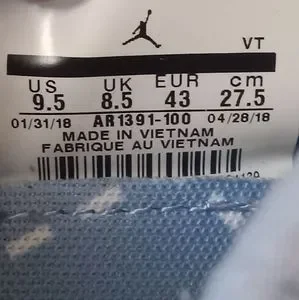 VT
US UK EUR cm
9.5 8.5 43 27.5
01/31/18 AR1391-100 04/28/18
MADE IN VIETNAM
FABRIQUE AU VIETNAM